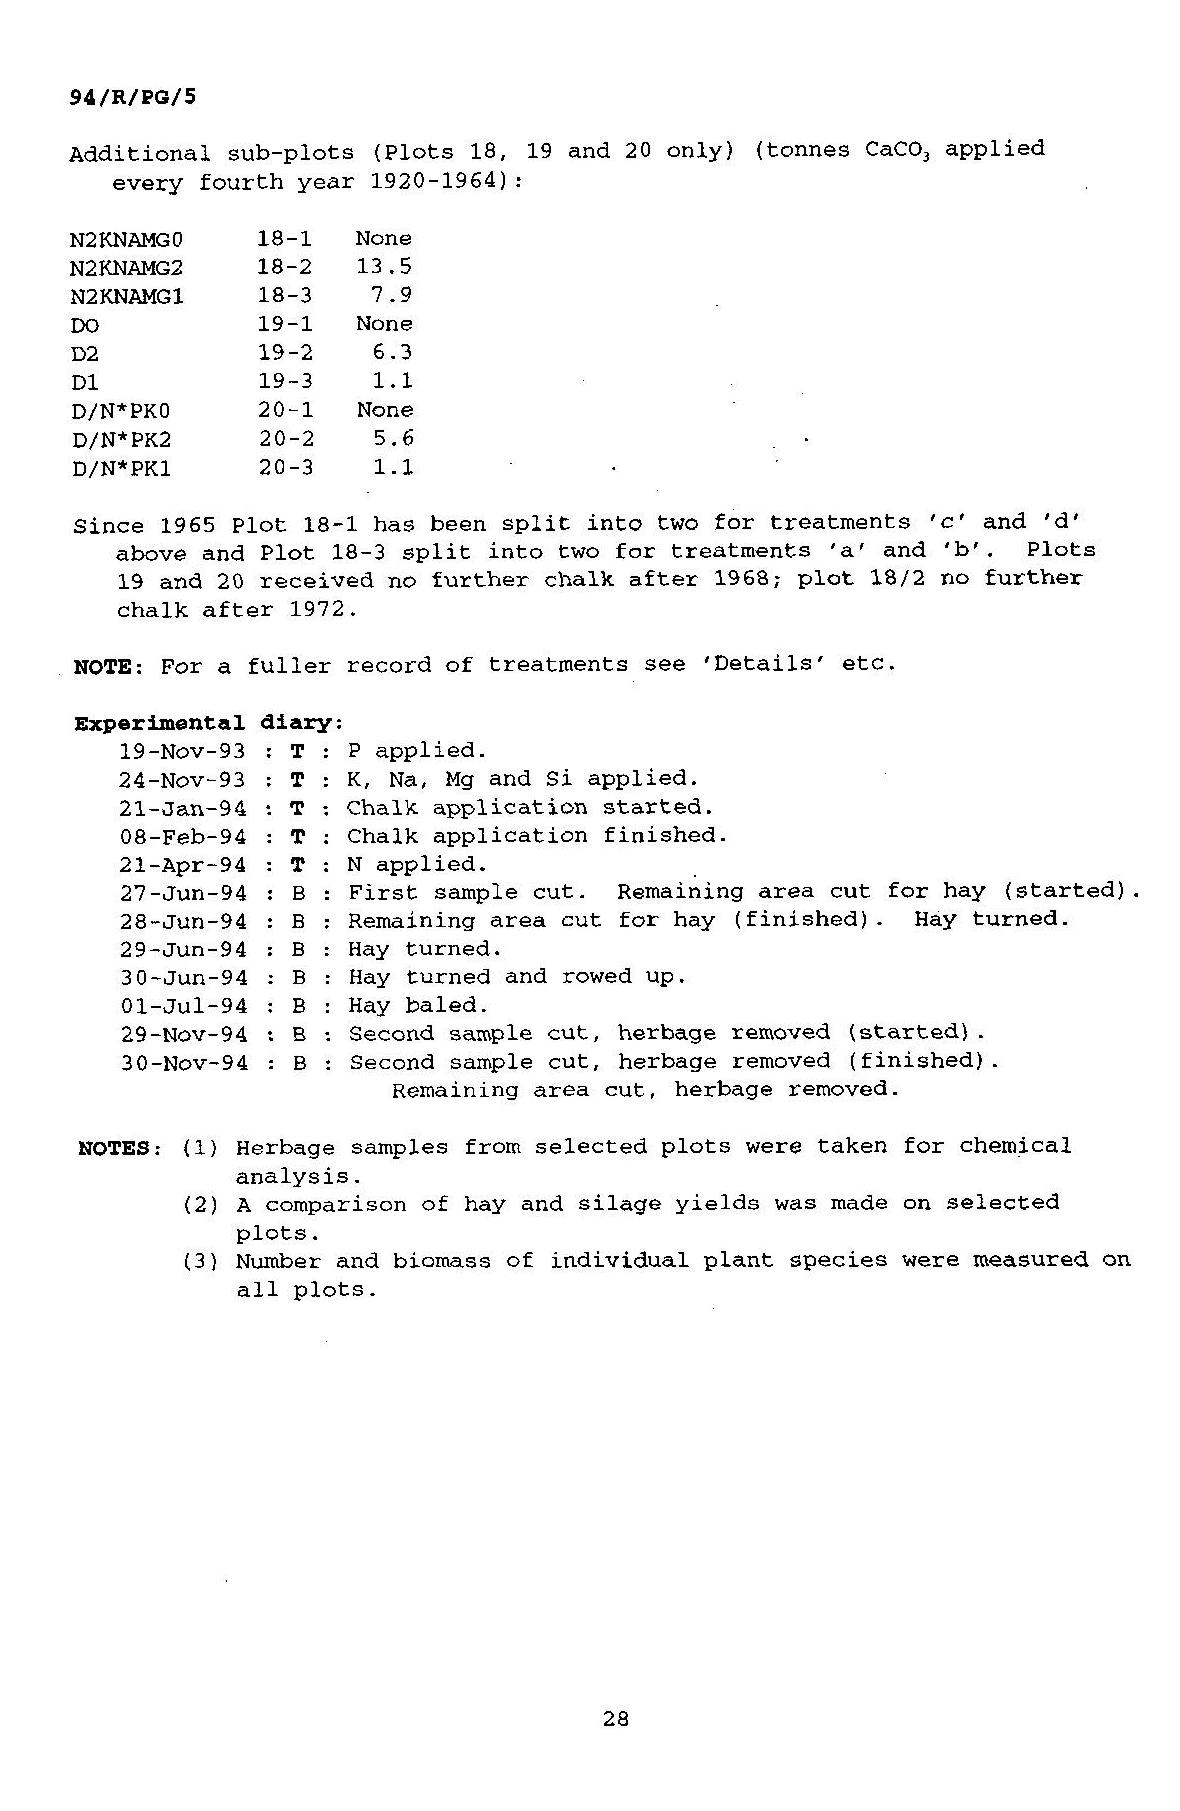 94/R/PG/5
Additional sub-plots (Plots 18, 19 and 20 only) (tonnes CaCO₃ applied
every fourth year 1920-1964):
N2KNAMG0 18-1 None
N2KNAMG2 18-2 13.5
N2KNAMG1 18-3 7.9
D0 19-1 None
D2 19-2 6.3
D1 19-3 1.1
D/N*PK0 20-1 None
D/N*PK2 20-2 5.6
D/N*PK1 20-3 1.1
Since 1965 Plot 18-1 has been split into two for treatments 'c' and 'd'
above and Plot 18-3 split into two for treatments 'a' and 'b'. Plots
19 and 20 received no further chalk after 1968; plot 18/2 no further
chalk after 1972.
NOTE: For a fuller record of treatments see 'Details' etc.
Experimental diary:
19-Nov-93 : T : P applied.
24-Nov-93 : T : K, Na, Mg and Si applied.
21-Jan-94 : T : Chalk application started.
08-Feb-94 : T : Chalk application finished.
21-Apr-94 : T : N applied.
27-Jun-94 : B : First sample cut. Remaining area cut for hay (started).
28-Jun-94 : B : Remaining area cut for hay (finished). Hay turned.
29-Jun-94 : B : Hay turned.
30-Jun-94 : B : Hay turned and rowed up.
01-Jul-94 : B : Hay baled.
29-Nov-94 : B : Second sample cut, herbage removed (started).
30-Nov-94 : B : Second sample cut, herbage removed (finished).
Remaining area cut, herbage removed.
NOTES: (1) Herbage samples from selected plots were taken for chemical
analysis.
(2) A comparison of hay and silage yields was made on selected
plots.
(3) Number and biomass of individual plant species were measured on
all plots.
28